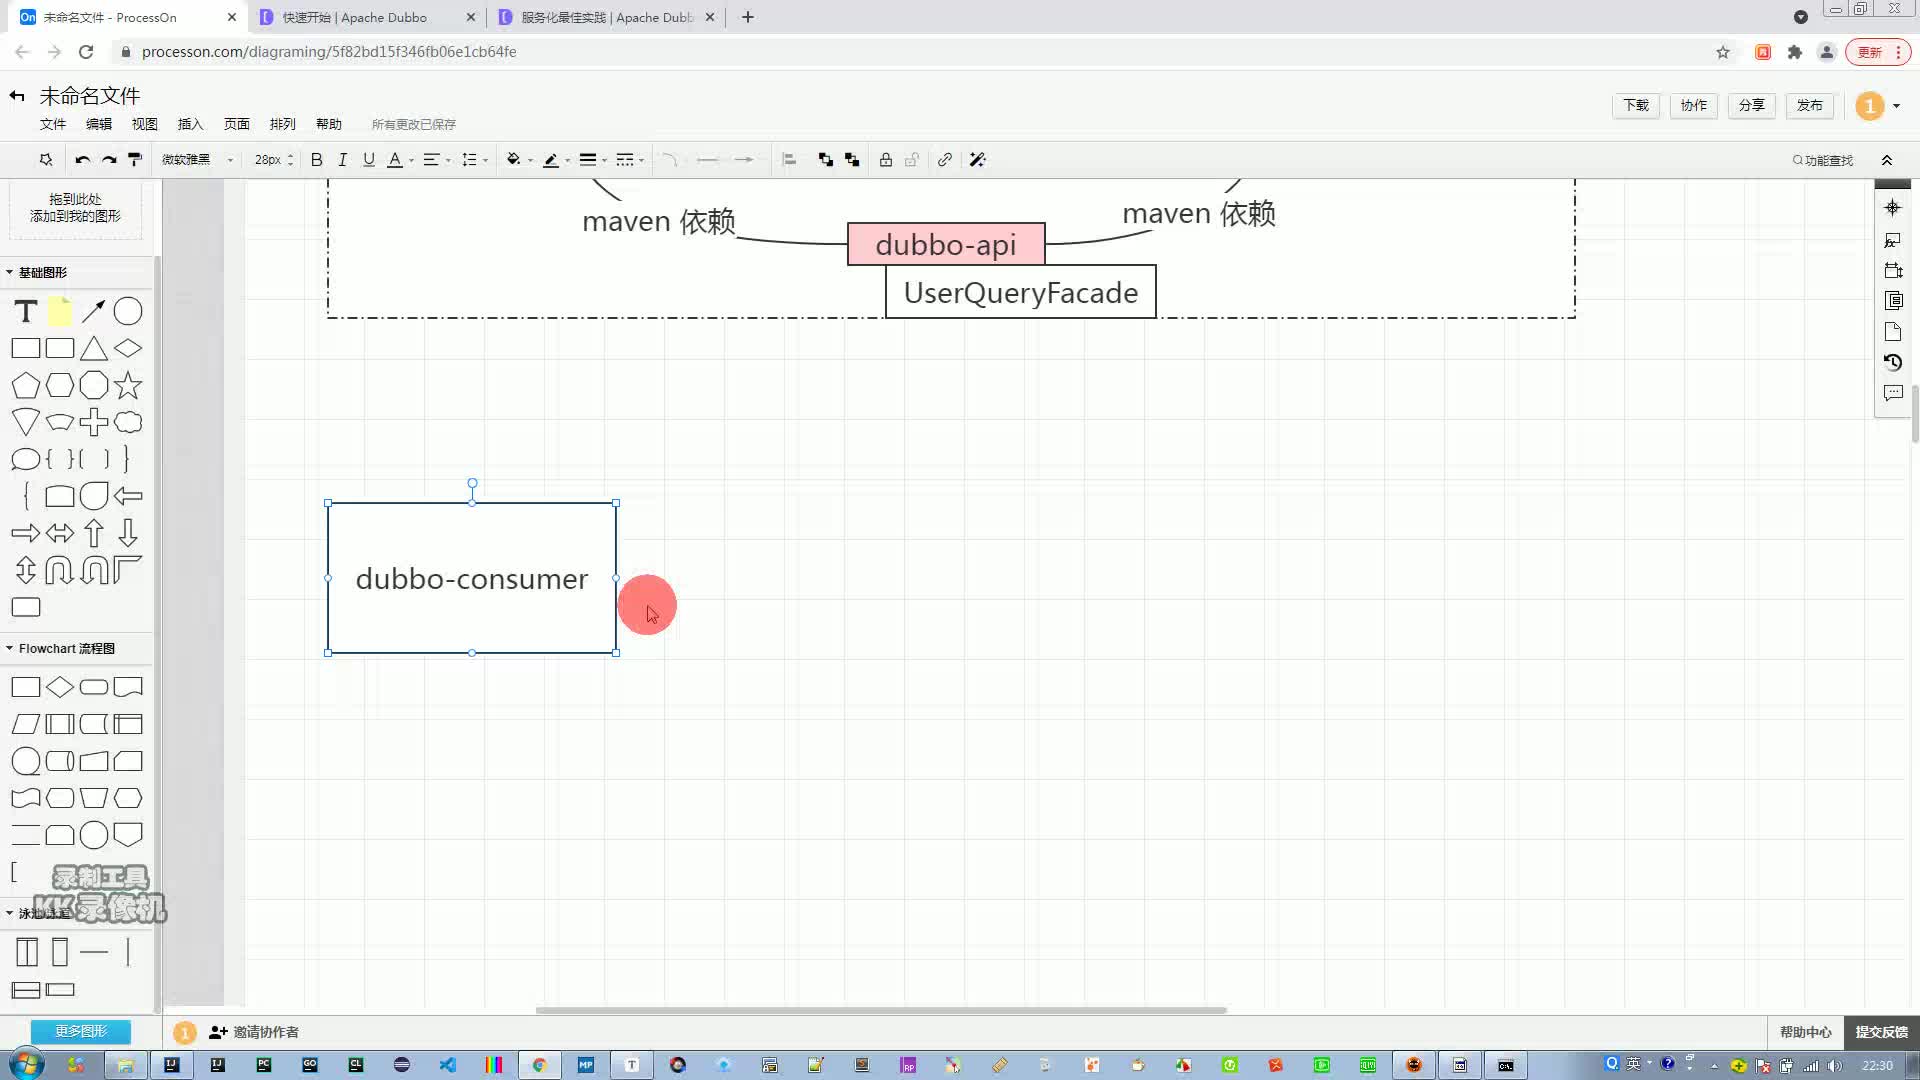 未命名文件 - ProcessOn
快速开始 | Apache Dubbo
服务化最佳实践 | Apache Dubb
processon.com/diagraming/5f82bd15f346fb06e1cb64fe
更新
未命名文件
文件 编辑 视图 插入 页面 排列 帮助 所有更改已保存
下载 协作 分享 发布
1
微软雅黑 28px B I U A
功能查找
拖到此处
添加到我的图形
基础图形
T
Flowchart 流程图
maven 依赖
maven 依赖
dubbo-api
UserQueryFacade
dubbo-consumer
录制工具
KK录像机
更多图形
1
邀请协作者
帮助中心
提交反馈
英
22:30